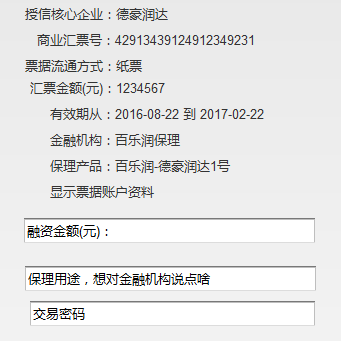 授信核心企业：德豪润达
商业汇票号：42913439124912349231
票据流通方式：纸票
汇票金额(元)：1234567
有效期从：2016-08-22 到 2017-02-22
金融机构：百乐润保理
保理产品：百乐润-德豪润达1号
显示票据账户资料
融资金额(元)：
保理用途，想对金融机构说点啥
交易密码